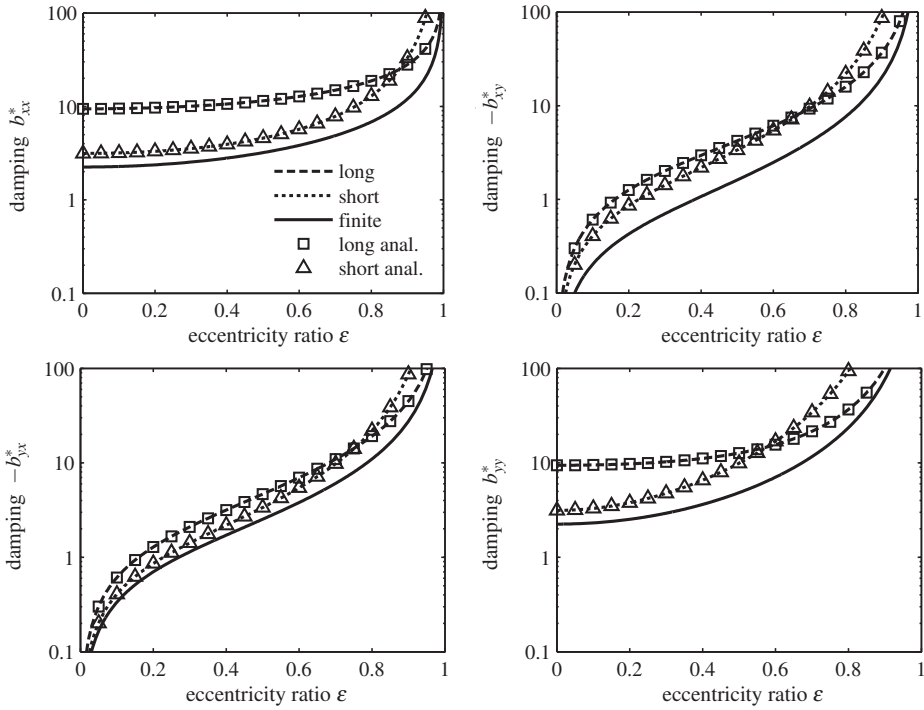 100
10
1
0.1
damping b*xx
0 0.2 0.4 0.6 0.8 1
eccentricity ratio ε
long
short
finite
long anal.
short anal.
100
10
1
0.1
damping −b*xy
0 0.2 0.4 0.6 0.8 1
eccentricity ratio ε
100
10
1
0.1
damping −b*yx
0 0.2 0.4 0.6 0.8 1
eccentricity ratio ε
100
10
1
0.1
damping b*yy
0 0.2 0.4 0.6 0.8 1
eccentricity ratio ε